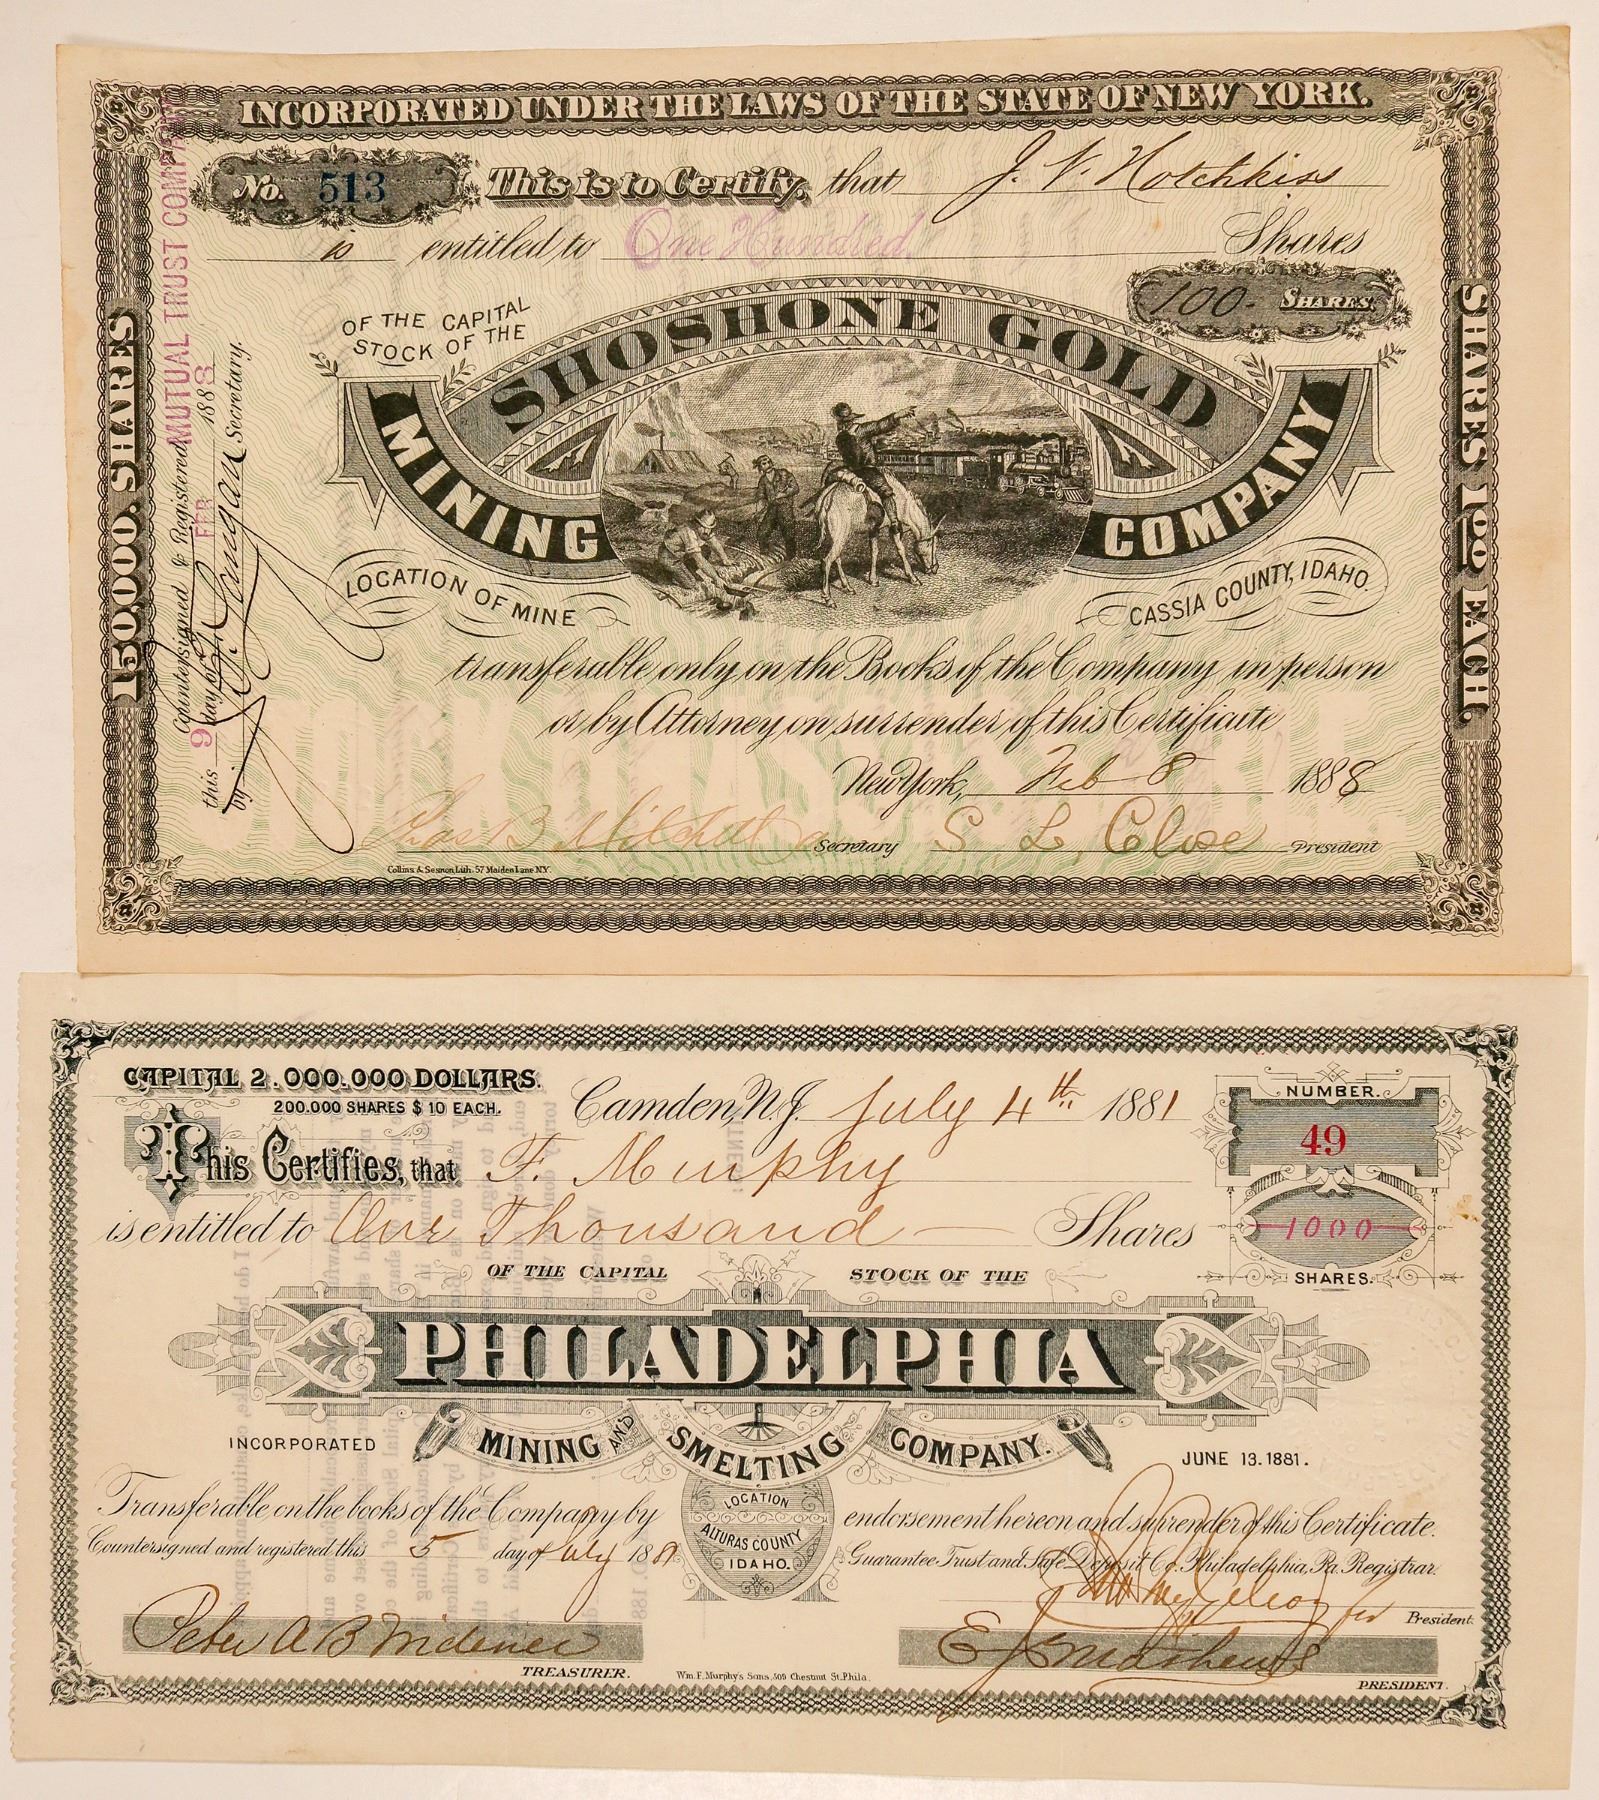 INCORPORATED UNDER THE LAWS OF THE STATE OF NEW YORK.
No. 513 This is to Certify, that J. V. Hotchkiss
is entitled to One Hundred Shares
100- SHARES.
OF THE CAPITAL
STOCK OF THE
SHOSHONE GOLD
MINING COMPANY
LOCATION OF MINE CASSIA COUNTY, IDAHO.
transferable only on the Books of the Company in person
or by Attorney on surrender of this Certificate
New York, Feb 8 1888
Secretary S. L. Close President
Collins & Sesnon Lith. 57 Maiden Lane N.Y.
150,000. SHARES
SHARES $1.00 EACH.
Countersigned & Registered MUTUAL TRUST COMPANY
this 9 day of FEB 1888
by Secretary.
CAPITAL 2.000.000 DOLLARS.
200.000 SHARES $ 10 EACH.
Camden, N.J. July 4th 1881
NUMBER.
49
This Certifies, that F. Murphy
is entitled to One Thousand Shares
1000
SHARES.
OF THE CAPITAL STOCK OF THE
PHILADELPHIA
MINING AND SMELTING COMPANY.
INCORPORATED JUNE 13.1881.
LOCATION
ALTURAS COUNTY
IDAHO.
Transferable on the books of the Company by endorsement hereon and surrender of this Certificate.
Countersigned and registered this 5 day of July 1881 Guarantee Trust and Safe Deposit Co. Philadelphia, Pa. Registrar.
President.
Peter A B Widener
TREASURER.
E J Mathews
PRESIDENT.
Wm. F. Murphy's Sons, 509 Chestnut St. Phila.